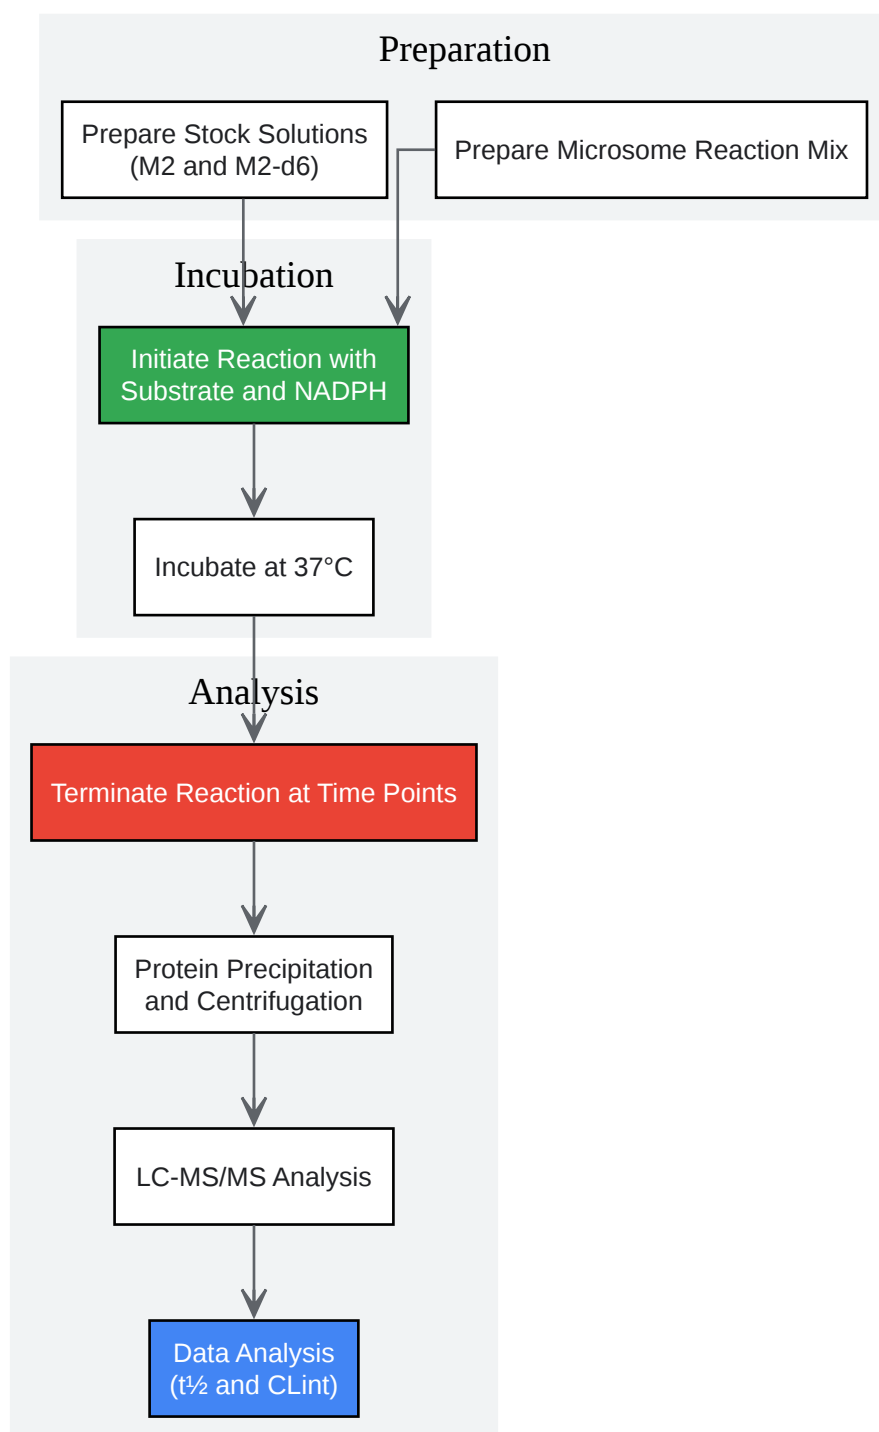 Preparation
Prepare Stock Solutions
(M2 and M2-d6)
Prepare Microsome Reaction Mix
Incubation
Initiate Reaction with
Substrate and NADPH
Incubate at 37°C
Analysis
Terminate Reaction at Time Points
Protein Precipitation
and Centrifugation
LC-MS/MS Analysis
Data Analysis
(t½ and CLint)